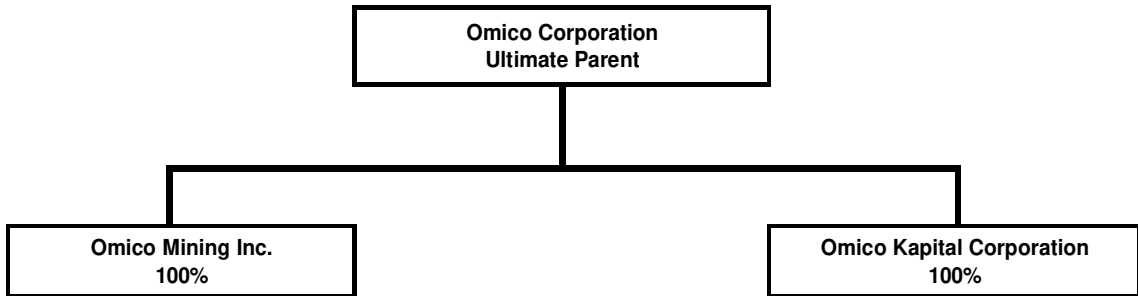 Omico Corporation
Ultimate Parent
Omico Mining Inc.
100%
Omico Kapital Corporation
100%